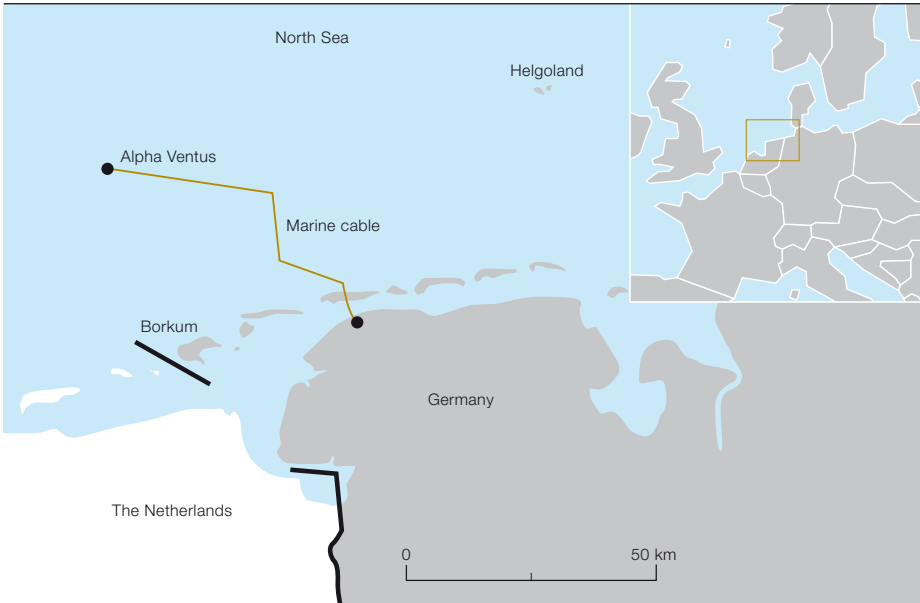 North Sea
Helgoland
Alpha Ventus
Marine cable
Borkum
Germany
The Netherlands
0
50 km